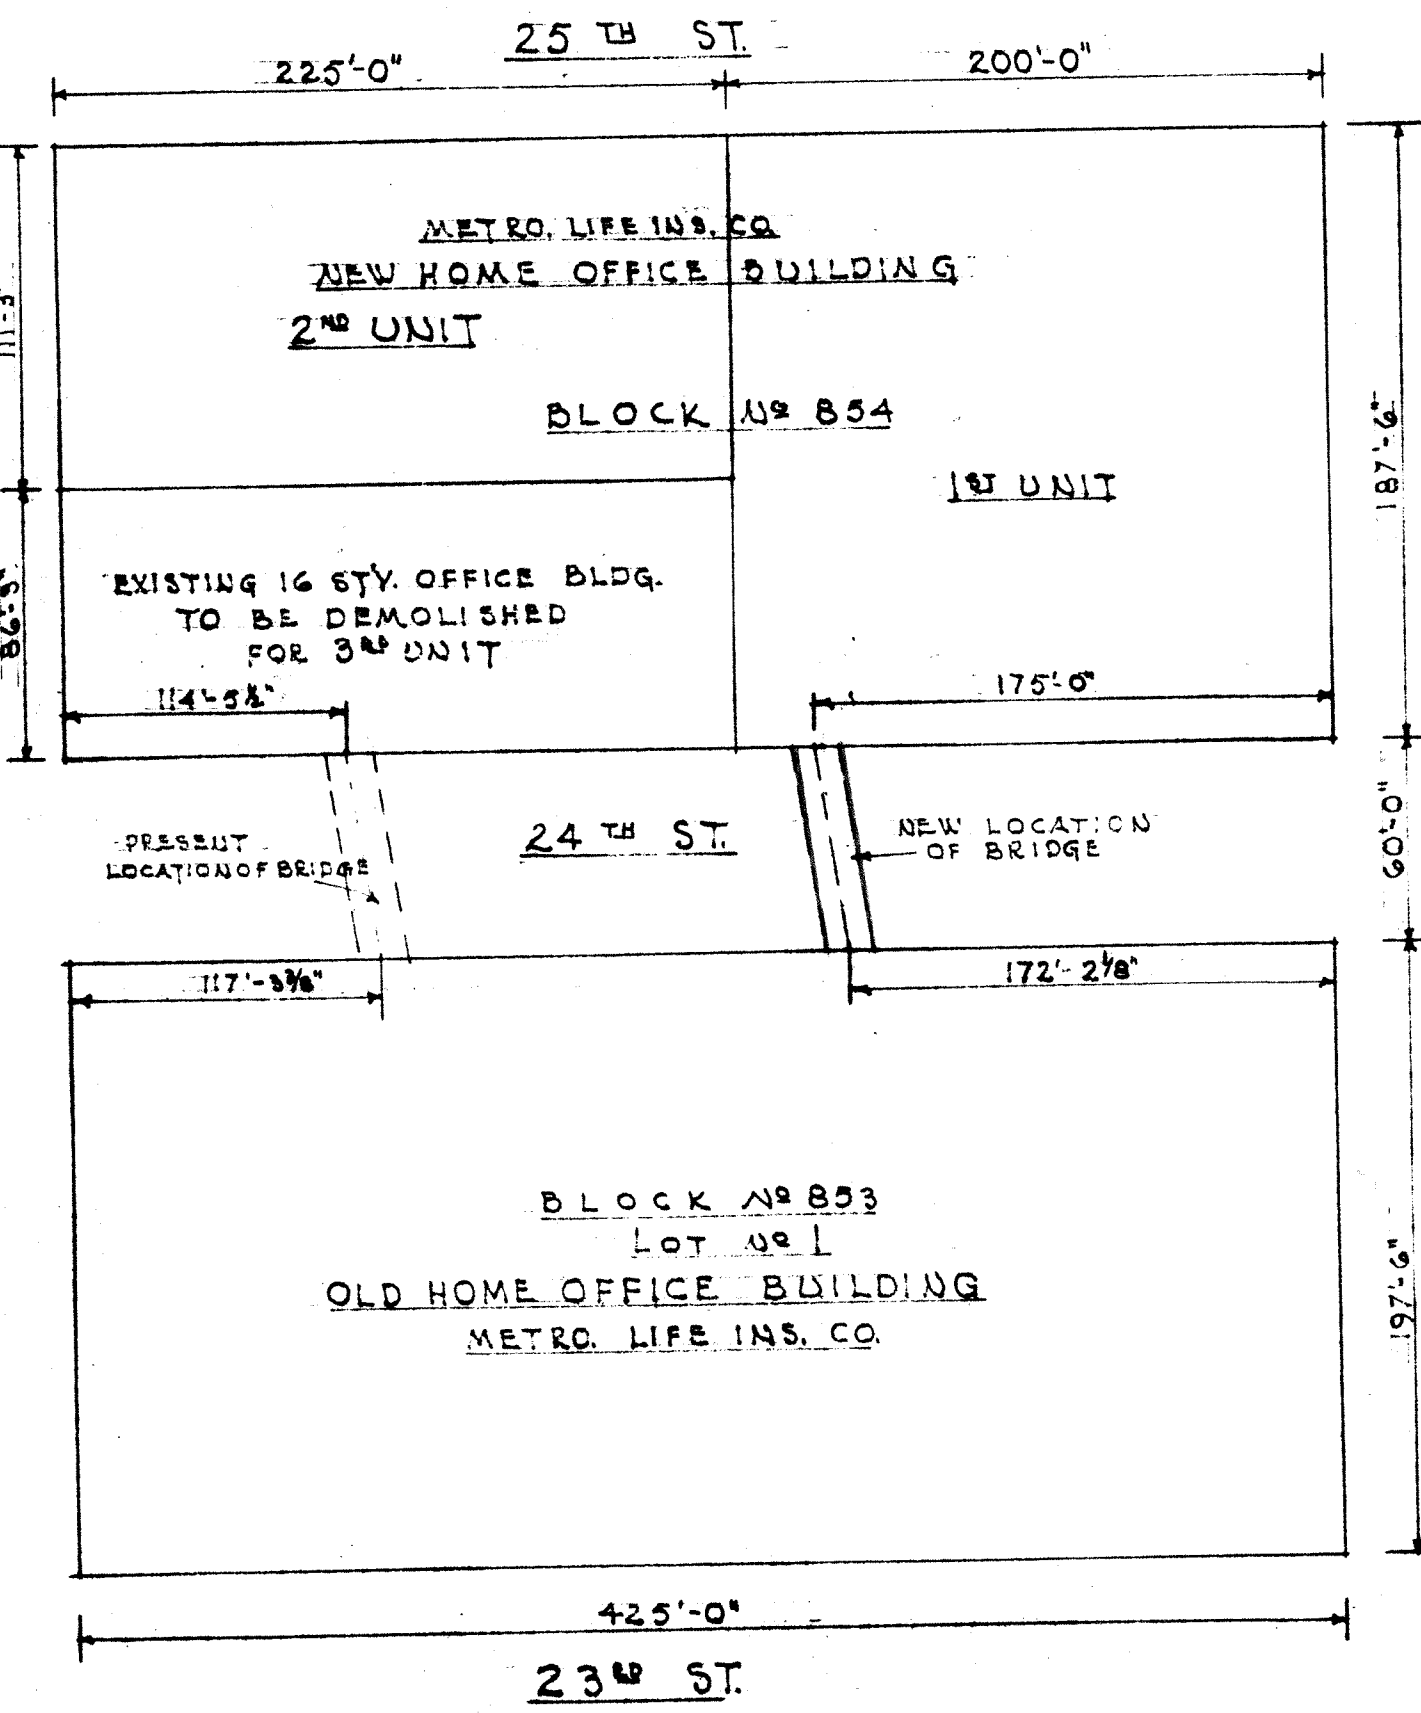 25 TH ST.
225'-0"
200'-0"
METRO. LIFE INS. CO.
NEW HOME OFFICE BUILDING
2ND UNIT
BLOCK Nº 854
187'-9"
1ST UNIT
EXISTING 16 STY. OFFICE BLDG.
TO BE DEMOLISHED
FOR 3RD UNIT
114'-5½"
175'-0"
PRESENT
LOCATION OF BRIDGE
24 TH ST.
NEW LOCATION
OF BRIDGE
60'-0"
117'-3⅜"
172'-2⅛"
BLOCK Nº 853
LOT Nº 1
OLD HOME OFFICE BUILDING
METRO. LIFE INS. CO.
197'-6"
425'-0"
23RD ST.